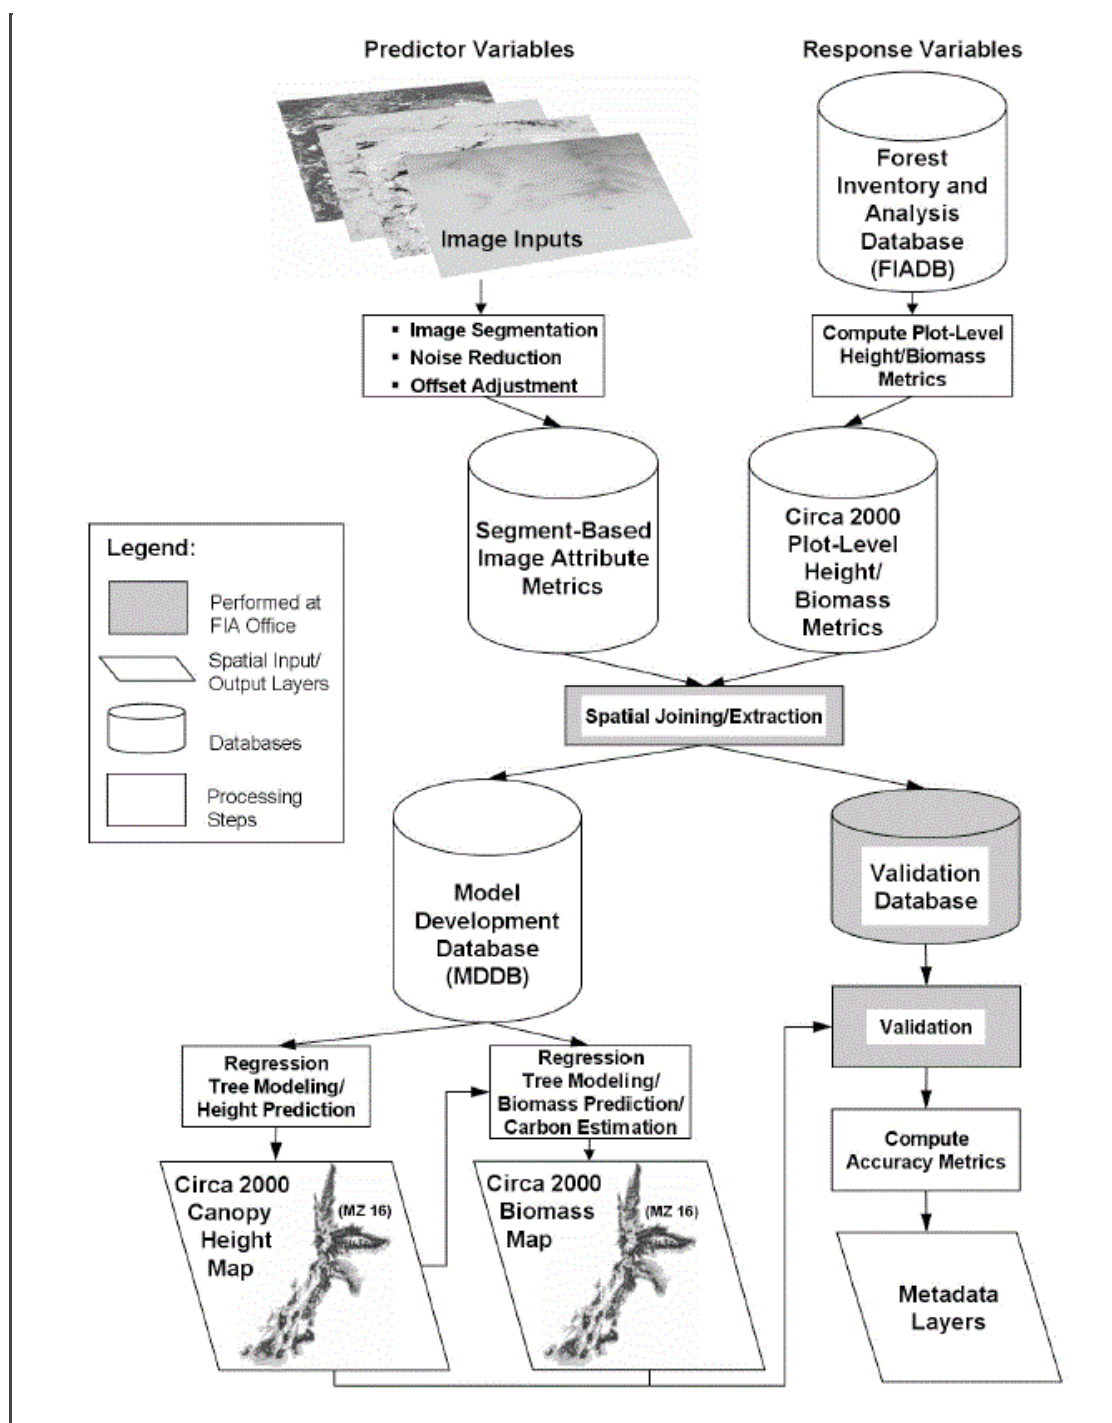 Predictor Variables
Response Variables
Image Inputs
Forest
Inventory and
Analysis
Database
(FIADB)
▪ Image Segmentation
▪ Noise Reduction
▪ Offset Adjustment
Compute Plot-Level
Height/Biomass
Metrics
Segment-Based
Image Attribute
Metrics
Circa 2000
Plot-Level
Height/
Biomass
Metrics
Legend:
Performed at
FIA Office
Spatial Input/
Output Layers
Databases
Processing
Steps
Spatial Joining/Extraction
Model
Development
Database
(MDDB)
Validation
Database
Regression
Tree Modeling/
Height Prediction
Regression
Tree Modeling/
Biomass Prediction/
Carbon Estimation
Validation
Compute
Accuracy Metrics
Circa 2000
Canopy
Height
Map
(MZ 16)
Circa 2000
Biomass
Map
(MZ 16)
Metadada
Layers